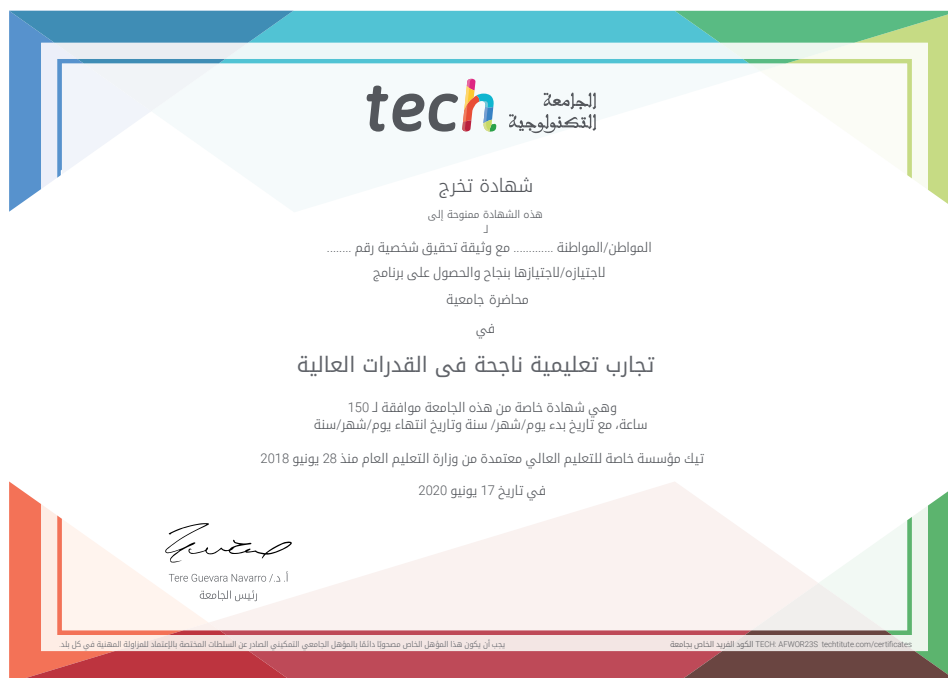 tech الجامعة
التكنولوجية
شهادة تخرج
هذه الشهادة ممنوحة إلى
لـ
المواطن/المواطنة ............. مع وثيقة تحقيق شخصية رقم ........
لاجتيازه/لاجتيازها بنجاح والحصول على برنامج
محاضرة جامعية
في
تجارب تعليمية ناجحة فى القدرات العالية
وهي شهادة خاصة من هذه الجامعة موافقة لـ 150
ساعة، مع تاريخ بدء يوم/شهر/ سنة وتاريخ انتهاء يوم/شهر/سنة
تيك مؤسسة خاصة للتعليم العالي معتمدة من وزارة التعليم العام منذ 28 يونيو 2018
في تاريخ 17 يونيو 2020
أ. د./ Tere Guevara Navarro
رئيس الجامعة
يجب أن يكون هذا المؤهل الخاص مصحوبًا دائمًا بالمؤهل الجامعي التمكيني الصادر عن السلطات المختصة بالإعتماد للمزاولة المهنية في كل بلد.
الكود الفريد الخاص بجامعة TECH: AFWOR23S techtitute.com/certificates